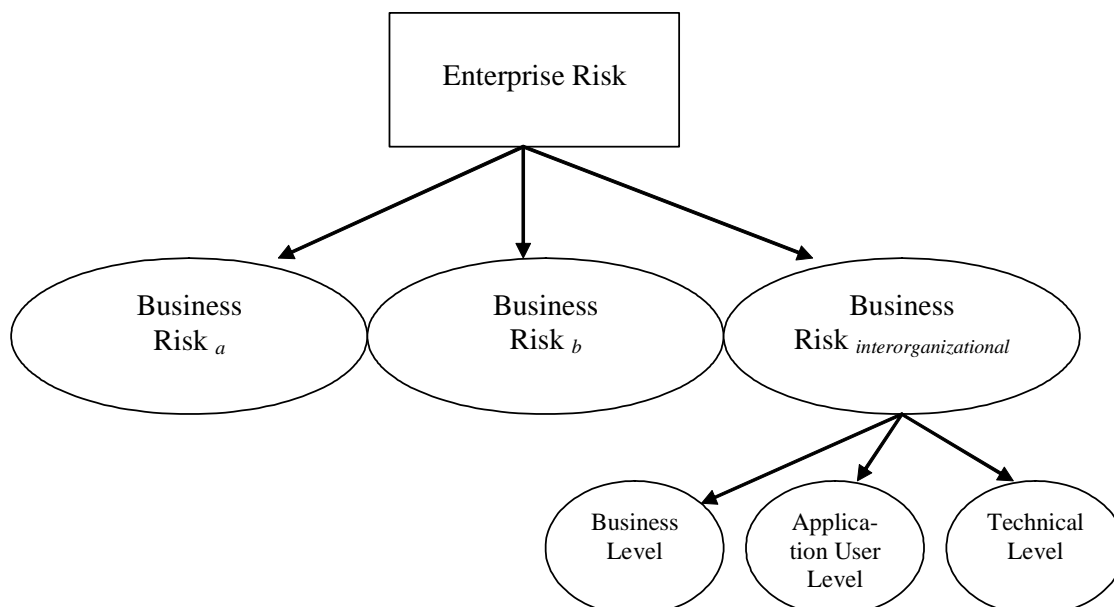 Enterprise Risk
Business
Risk a
Business
Risk b
Business
Risk interorganizational
Business
Level
Applica-
tion User
Level
Technical
Level